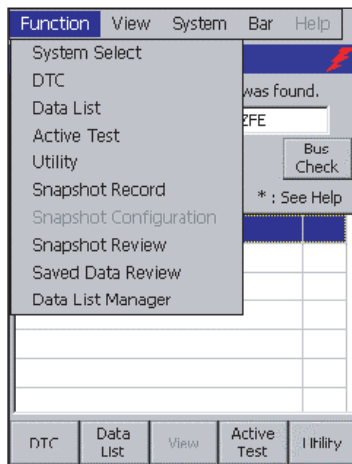 Function View System Bar Help
System Select
DTC
Data List
Active Test
Utility
Snapshot Record
Snapshot Configuration
Snapshot Review
Saved Data Review
Data List Manager
was found.
ZFE
Bus
Check
* : See Help
DTC
Data
List
View
Active
Test
Utility